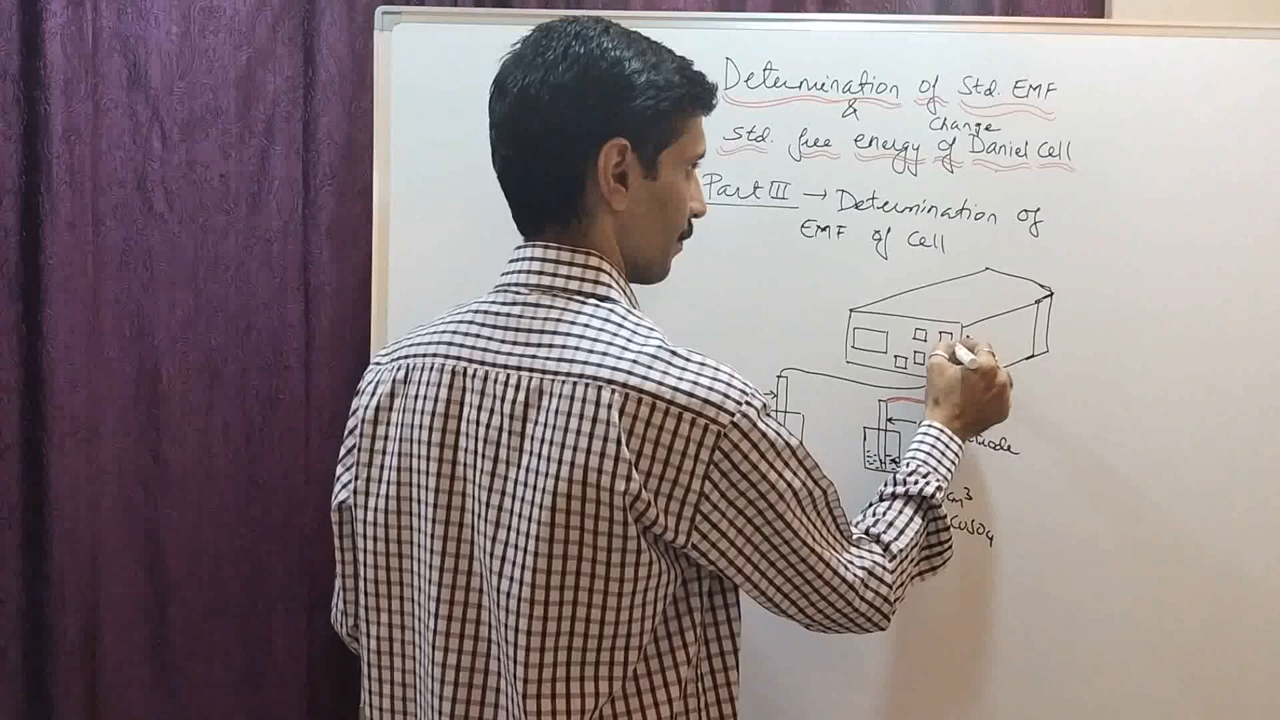 Determination of Std. EMF
&
Change
Std. free energy of Daniel Cell
Part III → Determination of
EMF of Cell
cm³
CuSO₄